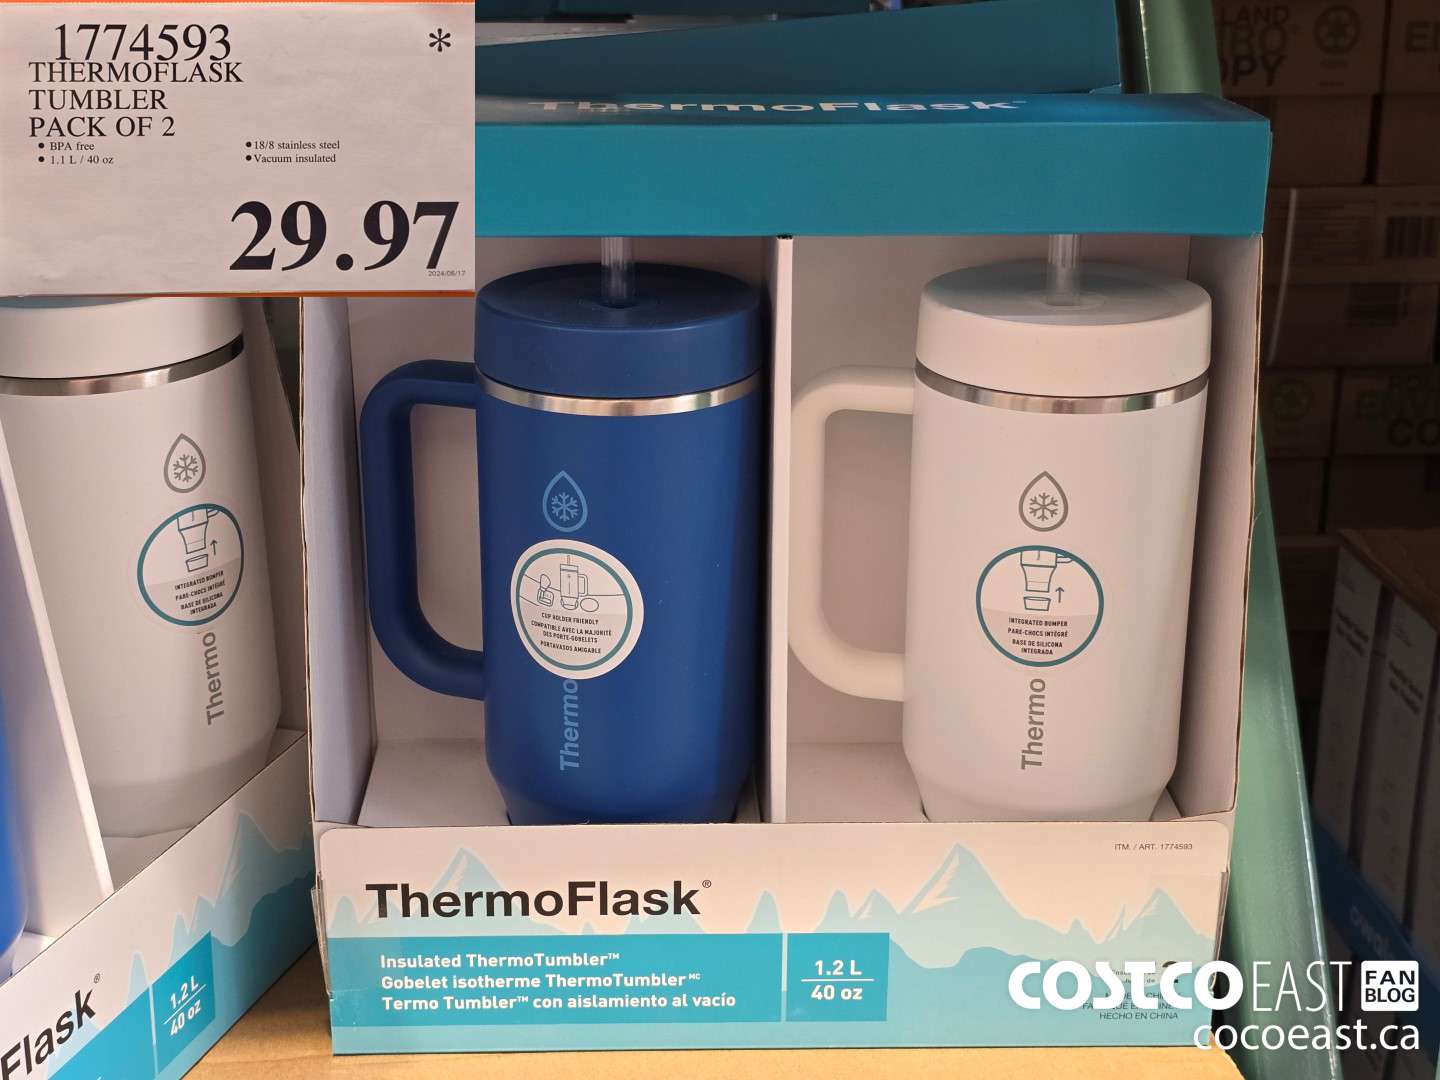 1774593
*
THERMOFLASK
TUMBLER
PACK OF 2
● BPA free
● 1.1 L / 40 oz
● 18/8 stainless steel
● Vacuum insulated
29.97
2024/06/17
ThermoFlask
INTEGRATED BUMPER
PARE-CHOCS INTÉGRÉ
BASE DE SILICONA
INTEGRADA
Thermo
CUP HOLDER FRIENDLY
COMPATIBLE AVEC LA MAJORITÉ
DES PORTE-GOBELETS
PORTAVASOS AMIGABLE
Thermo
INTEGRATED BUMPER
PARE-CHOCS INTÉGRÉ
BASE DE SILICONA
INTEGRADA
Thermo
ITM. / ART. 1774593
ThermoFlask®
Insulated ThermoTumbler™
Gobelet isotherme ThermoTumbler MC
Termo Tumbler™ con aislamiento al vacío
1.2 L
40 oz
HECHO EN CHINA
Flask®
1.2 L
40 oz
COSTCO EAST FAN BLOG
cocoeast.ca